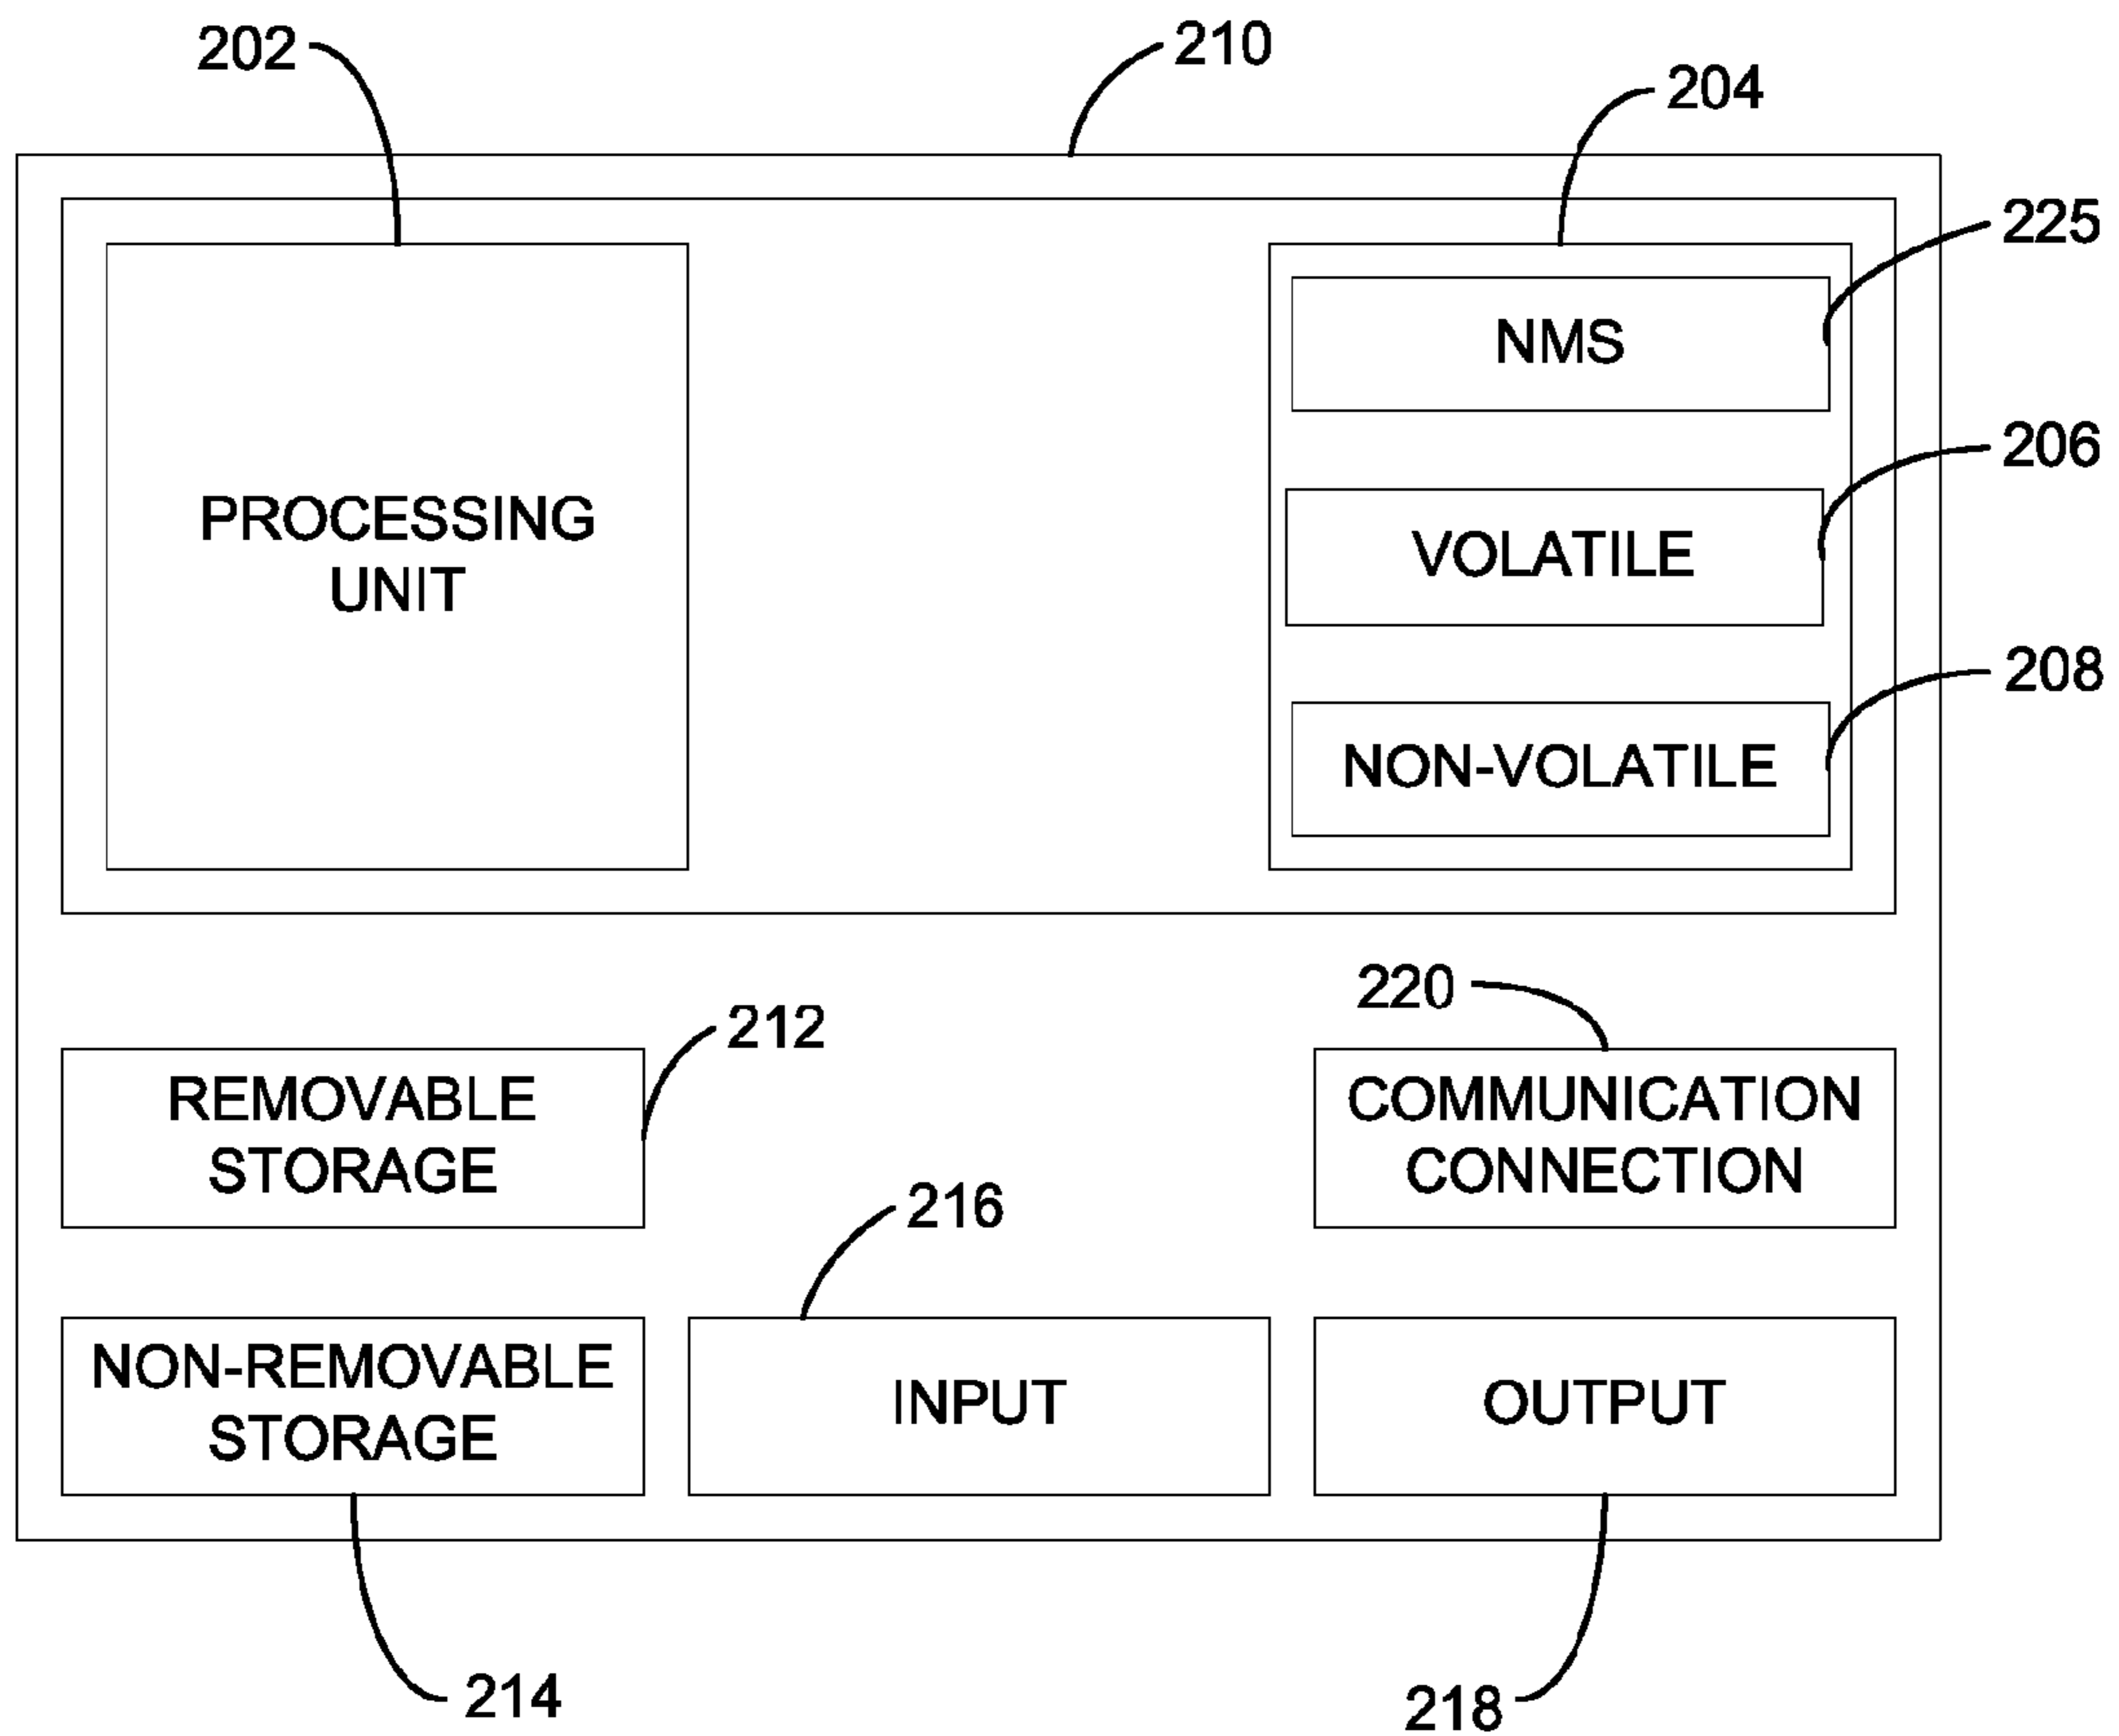 202
210
204
225
NMS
206
PROCESSING
UNIT
VOLATILE
208
NON-VOLATILE
220
212
REMOVABLE
STORAGE
COMMUNICATION
CONNECTION
216
NON-REMOVABLE
STORAGE
INPUT
OUTPUT
214
218